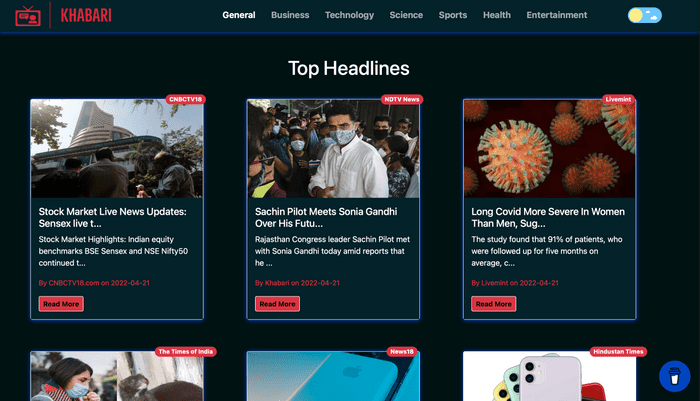 KHABARI
General Business Technology Science Sports Health Entertainment
Top Headlines
CNBCTV18
Stock Market Live News Updates:
Sensex live t...
Stock Market Highlights: Indian equity
benchmarks BSE Sensex and NSE Nifty50
continued t...
By CNBCTV18.com on 2022-04-21
Read More
NDTV News
Sachin Pilot Meets Sonia Gandhi
Over His Futu...
Rajasthan Congress leader Sachin Pilot met
with Sonia Gandhi today amid reports that
he ...
By Khabari on 2022-04-21
Read More
Livemint
Long Covid More Severe In Women
Than Men, Sug...
The study found that 91% of patients, who
were followed up for five months on
average, c...
By Livemint on 2022-04-21
Read More
The Times of India
News18
Hindustan Times